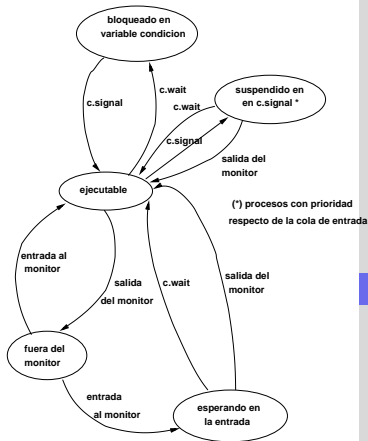 bloqueado en
variable condicion
suspendido en
en c.signal *
c.wait
c.wait
c.signal
c.signal
salida del
monitor
ejecutable
(*) procesos con prioridad
respecto de la cola de entrada
entrada al
monitor
salida
del monitor
c.wait
salida del
monitor
fuera del
monitor
entrada
al monitor
esperando en
la entrada